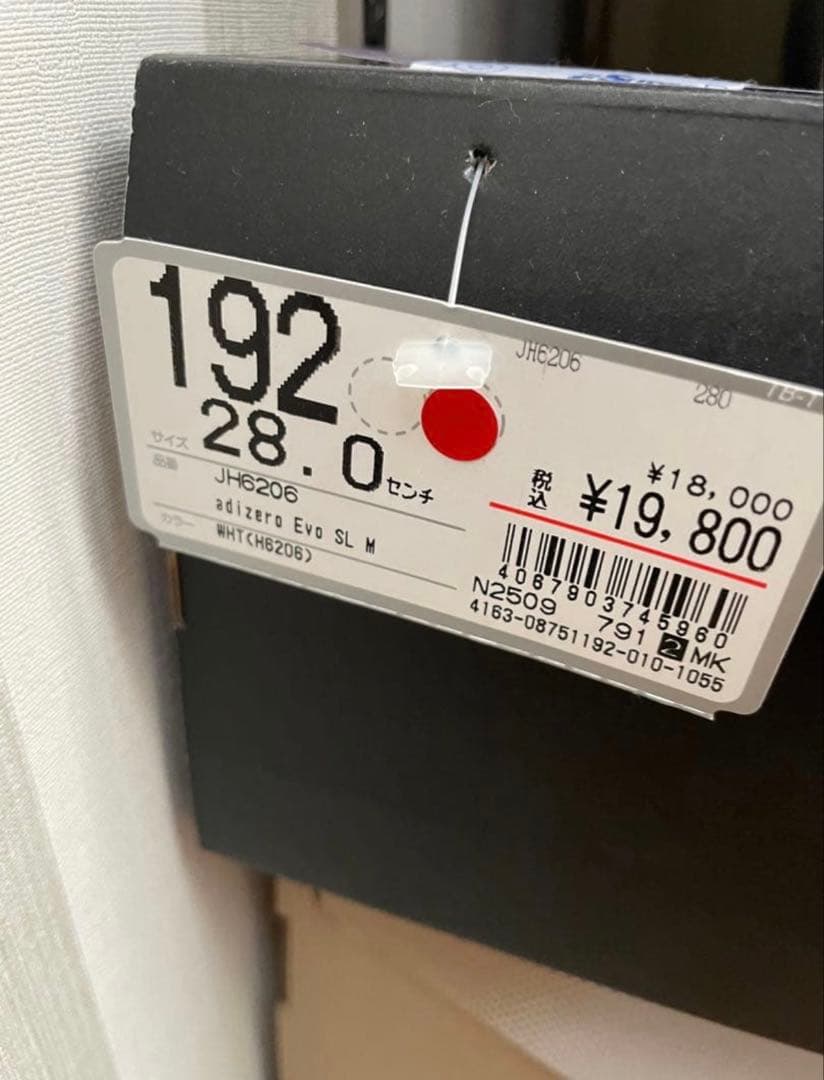 192
サイズ 28.0センチ
品番 JH6206
adizero Evo SL M
カラー WHT(H6206)
JH6206
280
¥18,000
税込 ¥19,800
4067903745960
N2509 791 2 MK
4163-08751192-010-1055